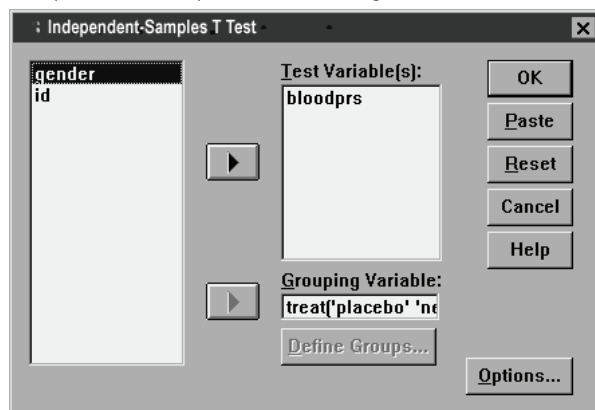 Independent-Samples T Test
gender
id
Test Variable(s):
bloodprs
Grouping Variable:
treat('placebo' 'ne
Define Groups...
OK
Paste
Reset
Cancel
Help
Options...